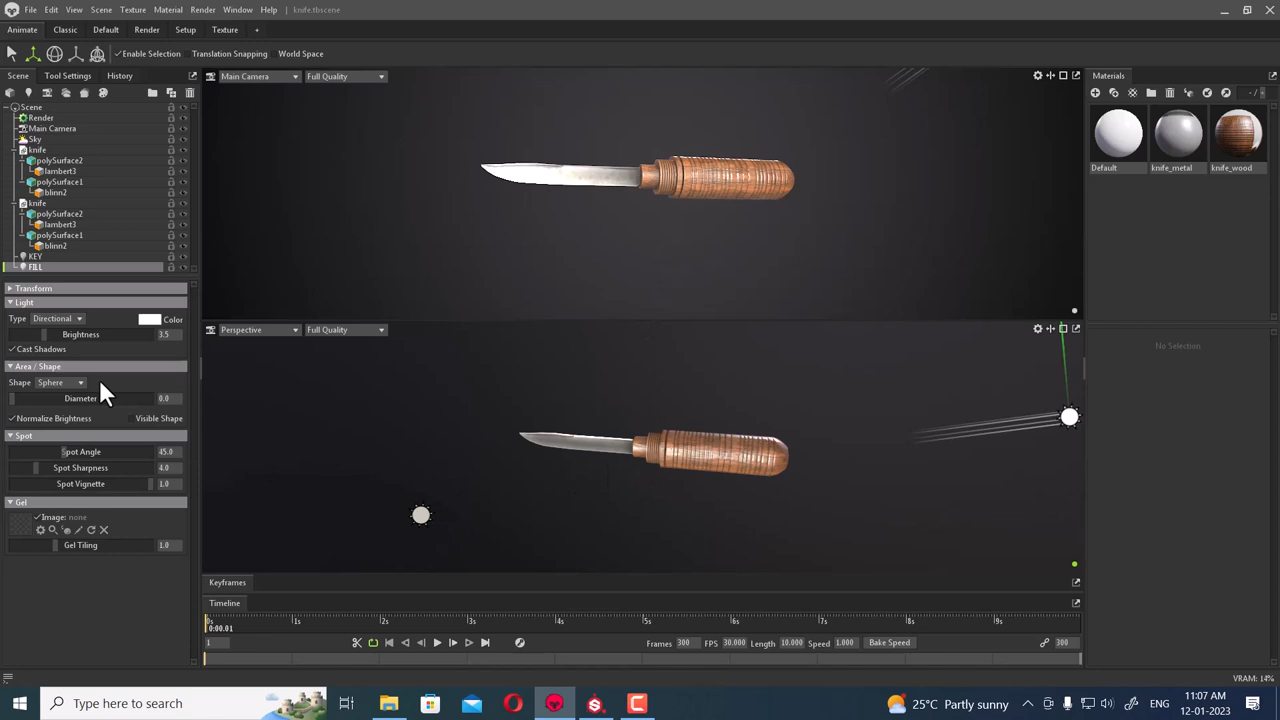 File Edit View Scene Texture Material Render Window Help knife.tbscene
Animate Classic Default Render Setup Texture +
Enable Selection Translation Snapping World Space
Scene Tool Settings History
Main Camera Full Quality
Materials
- / -
Scene
Render
Main Camera
Sky
knife
polySurface2
lambert3
polySurface1
blinn2
knife
polySurface2
lambert3
polySurface1
blinn2
KEY
FILL
Default knife_metal knife_wood
Transform
Light
Type Directional Color
Brightness 3.5
Cast Shadows
Area / Shape
Shape Sphere
Diameter 0.0
Normalize Brightness Visible Shape
Spot
Spot Angle 45.0
Spot Sharpness 4.0
Spot Vignette 1.0
Gel
Image: none
Gel Tiling 1.0
Perspective Full Quality
No Selection
Keyframes
Timeline
0s 1s 2s 3s 4s 5s 6s 7s 8s 9s
0:00.01
1 Frames 300 FPS 30.000 Length 10.000 Speed 1.000 Bake Speed 300
VRAM: 14%
Type here to search
25°C Partly sunny ENG 11:07 AM
12-01-2023